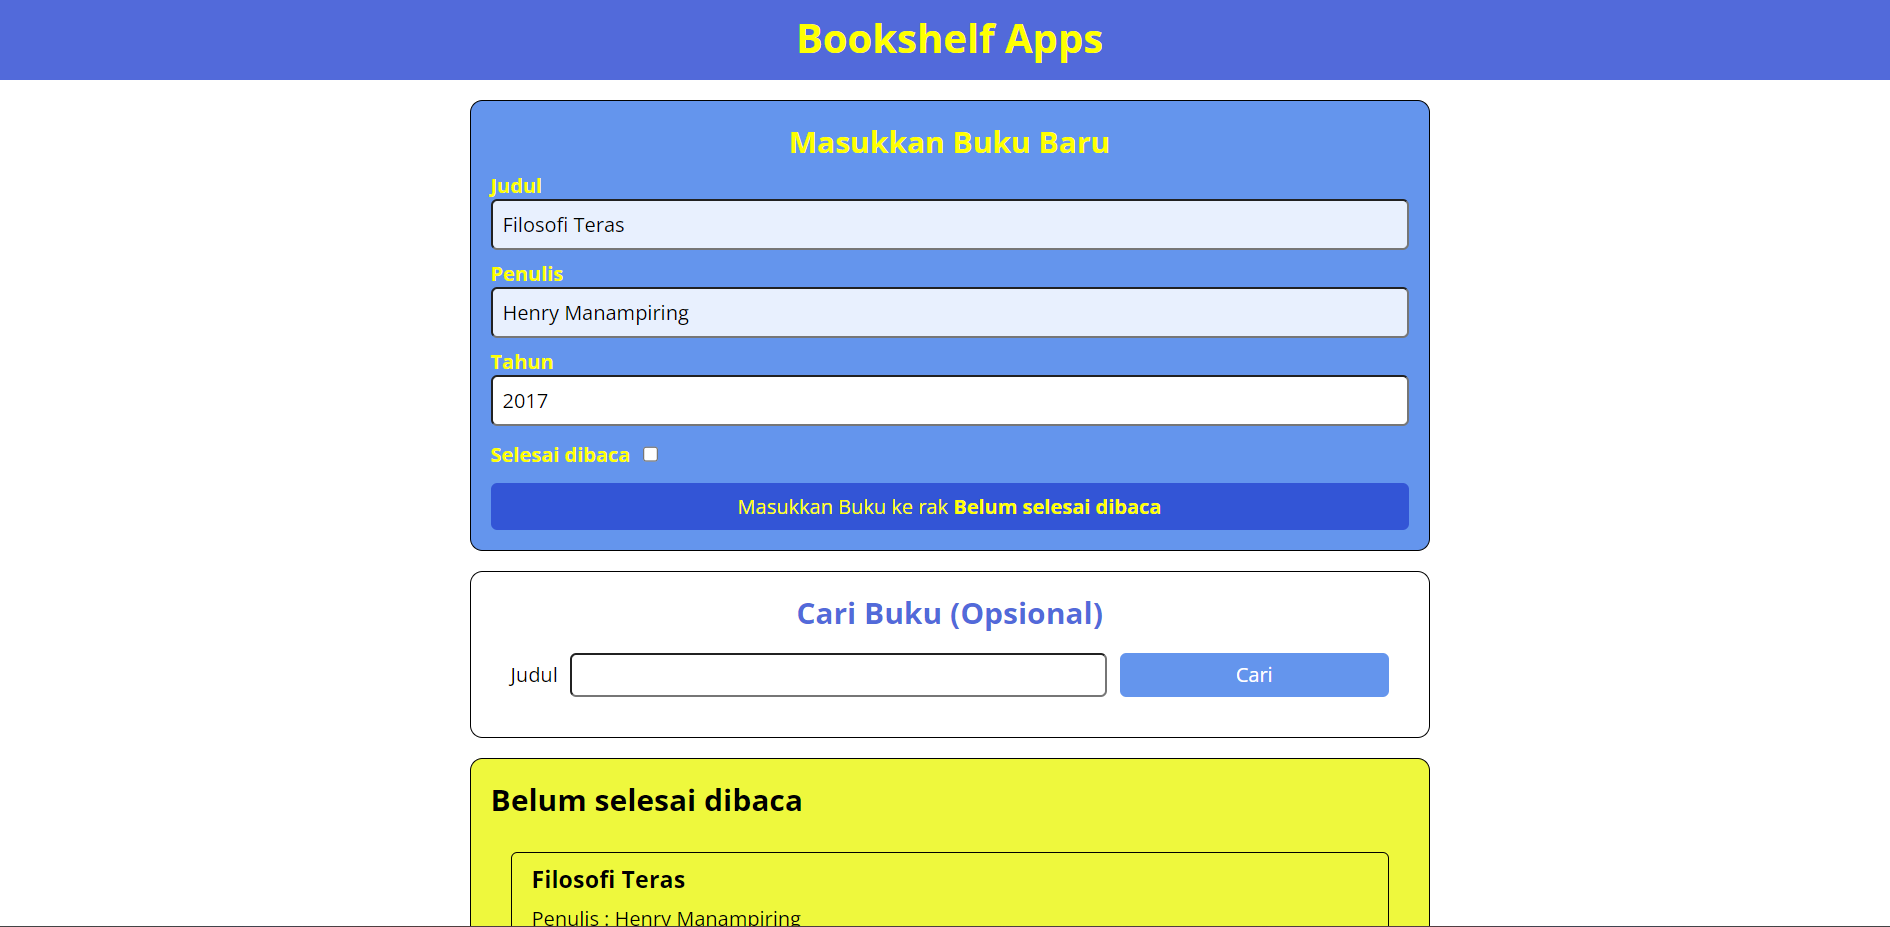 Bookshelf Apps
Masukkan Buku Baru
Judul
Filosofi Teras
Penulis
Henry Manampiring
Tahun
2017
Selesai dibaca
Masukkan Buku ke rak Belum selesai dibaca
Cari Buku (Opsional)
Judul
Cari
Belum selesai dibaca
Filosofi Teras
Penulis : Henry Manampiring